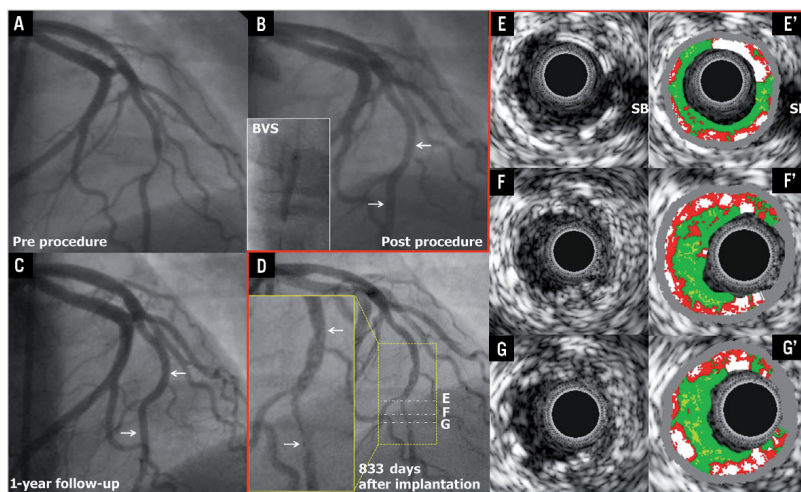 A
B
BVS
Pre procedure
Post procedure
C
D
E
F
G
1-year follow-up
833 days
after implantation
E
E'
SB
F
F'
G
G'